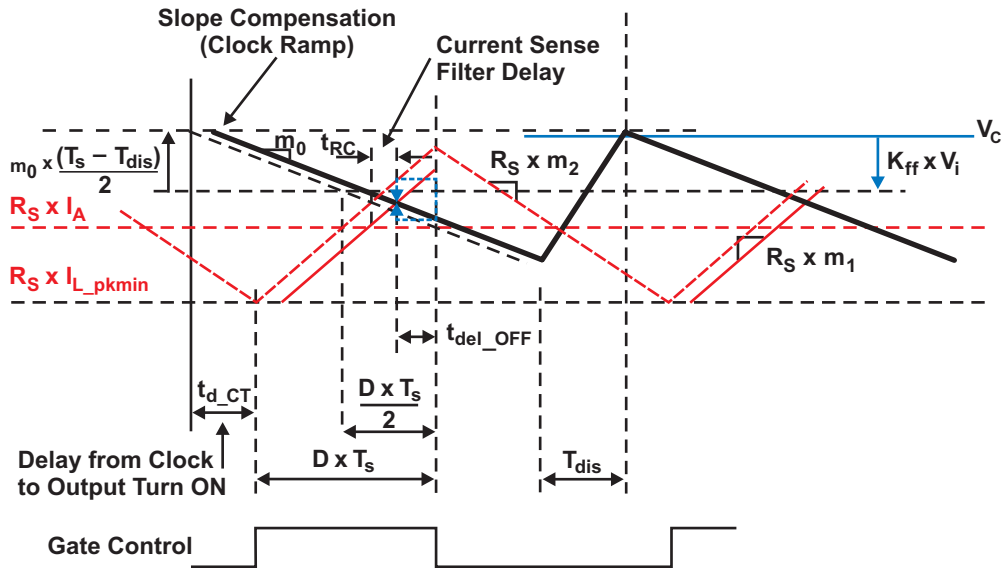 Slope Compensation
(Clock Ramp)
Current Sense
Filter Delay
m0
tRC
VC
m0 x (Ts − Tdis)
2
RS x m2
Kff x Vi
RS x IA
RS x m1
RS x IL_pkmin
tdel_OFF
td_CT
D x Ts
2
Delay from Clock
to Output Turn ON
D x Ts
Tdis
Gate Control